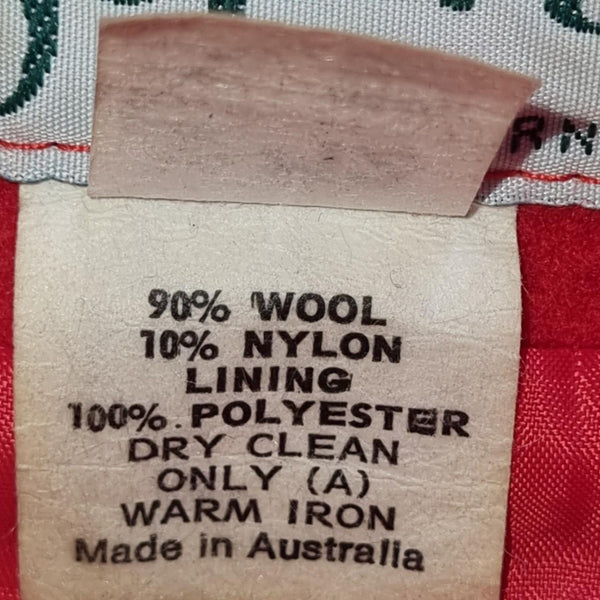 90% WOOL
10% NYLON
LINING
100% POLYESTER
DRY CLEAN
ONLY (A)
WARM IRON
Made in Australia